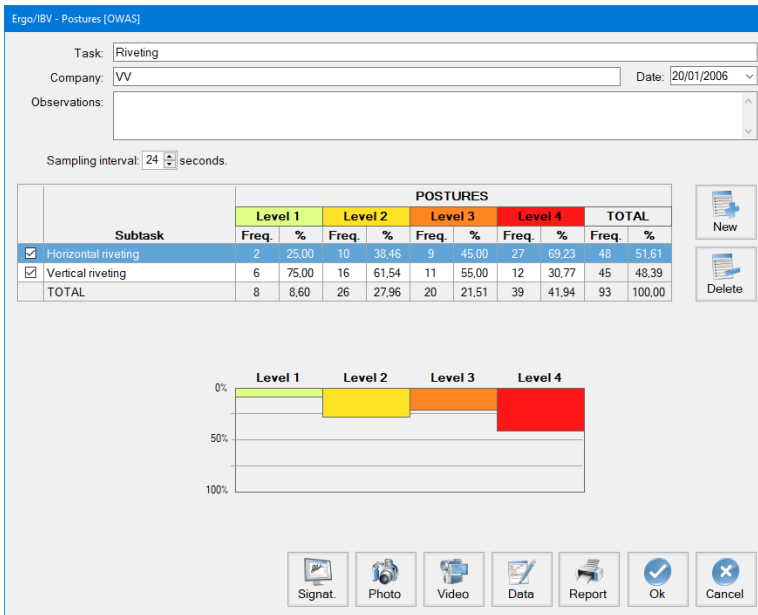 Ergo/IBV - Postures [OWAS]
Task: Riveting
Company: VV Date: 20/01/2006
Observations:
Sampling interval: 24 seconds.
POSTURES
Level 1 Level 2 Level 3 Level 4 TOTAL
Subtask Freq. % Freq. % Freq. % Freq. % Freq. %
Horizontal riveting 2 25,00 10 38,46 9 45,00 27 69,23 48 51,61
Vertical riveting 6 75,00 16 61,54 11 55,00 12 30,77 45 48,39
TOTAL 8 8,60 26 27,96 20 21,51 39 41,94 93 100,00
New
Delete
Level 1 Level 2 Level 3 Level 4
0%
50%
100%
Signat. Photo Video Data Report Ok Cancel